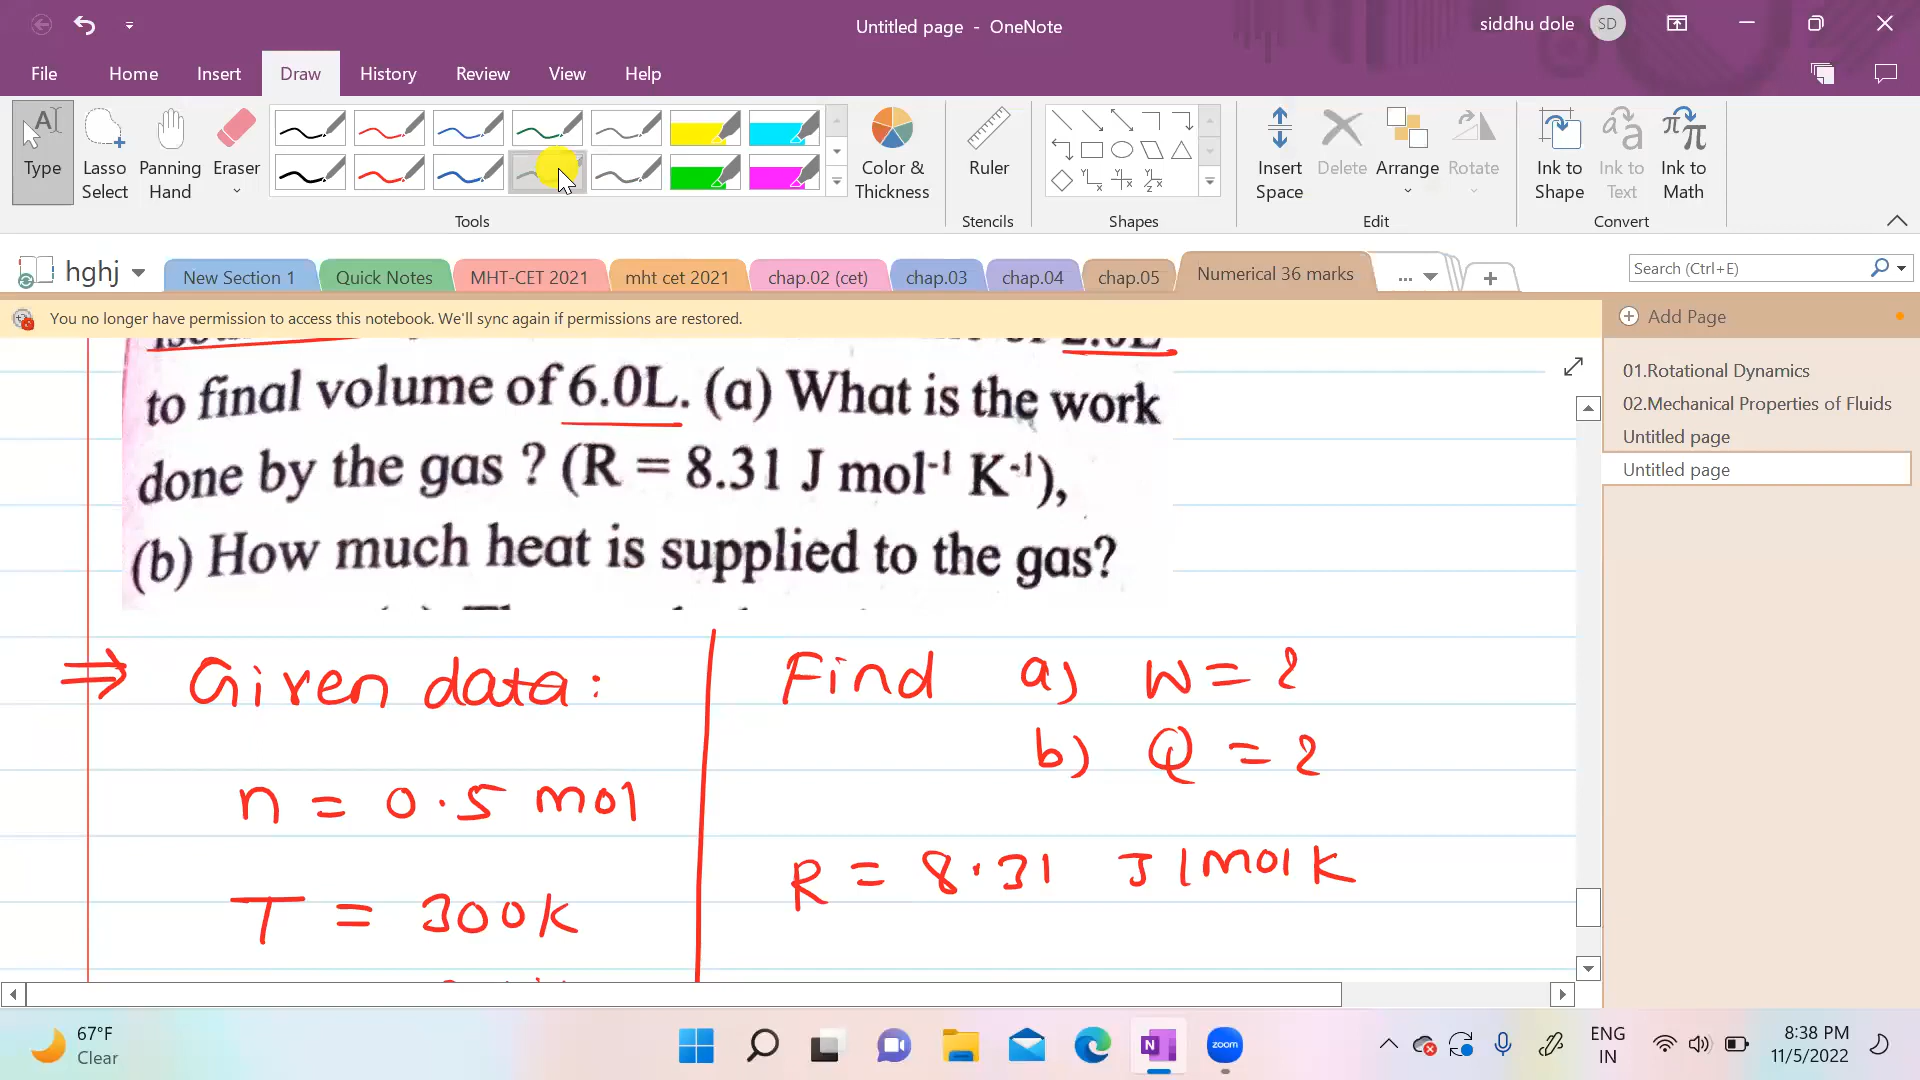 Untitled page - OneNote
siddhu dole SD
File Home Insert Draw History Review View Help
Type
Lasso Select
Panning Hand
Eraser
Color & Thickness
Ruler
Insert Space
Delete
Arrange
Rotate
Ink to Shape
Ink to Text
Ink to Math
Tools Stencils Shapes Edit Convert
hghj New Section 1 Quick Notes MHT-CET 2021 mht cet 2021 chap.02 (cet) chap.03 chap.04 chap.05 Numerical 36 marks ... Search (Ctrl+E)
You no longer have permission to access this notebook. We'll sync again if permissions are restored.
Add Page
01.Rotational Dynamics
02.Mechanical Properties of Fluids
Untitled page
Untitled page
of 2.0L
to final volume of 6.0L. (a) What is the work
done by the gas ? (R = 8.31 J mol-1 K-1),
(b) How much heat is supplied to the gas?
⇒ Given data:
n = 0.5 mol
T = 300K
Find a) W = ?
b) Q = ?
R = 8.31 J/mol K
67°F
Clear
zoom
ENG
IN
8:38 PM
11/5/2022